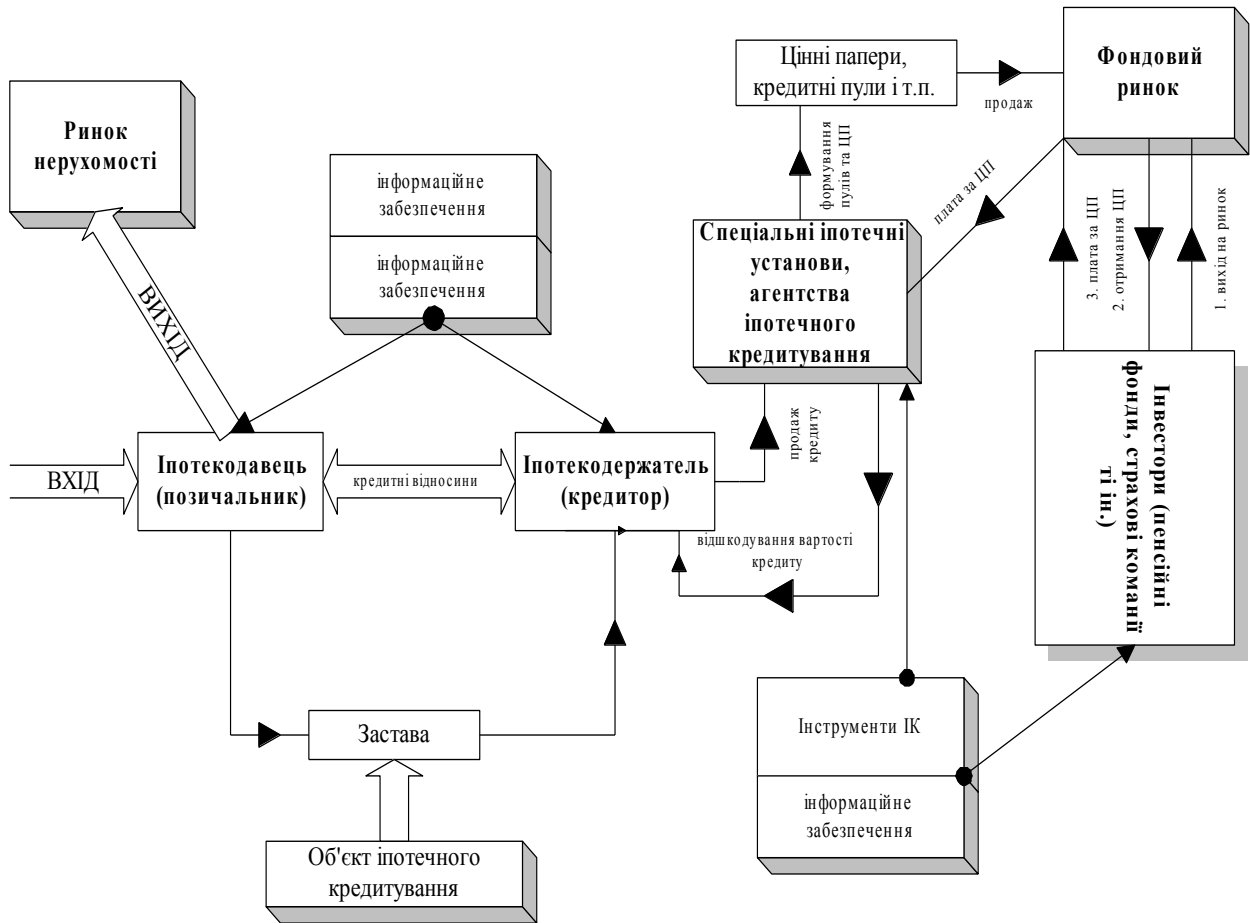 Цінні папери,
кредитні пули і т.п.
продаж
Фондовий
ринок
Ринок
нерухомості
інформаційне
забезпечення
інформаційне
забезпечення
формування
пулів та ЦП
плата за ЦП
Спеціальні іпотечні
установи,
агентства
іпотечного
кредитування
3. плата за ЦП
2. отримання ЦП
1. вихід на ринок
ВИХІД
ВХІД
Іпотекодавець
(позичальник)
кредитні відносини
Іпотекодержатель
(кредитор)
продаж
кредиту
відшкодування вартості
кредиту
Інвестори (пенсійні
фонди, страхові команії
ті ін.)
Застава
Об'єкт іпотечного
кредитування
Інструменти ІК
інформаційне
забезпечення